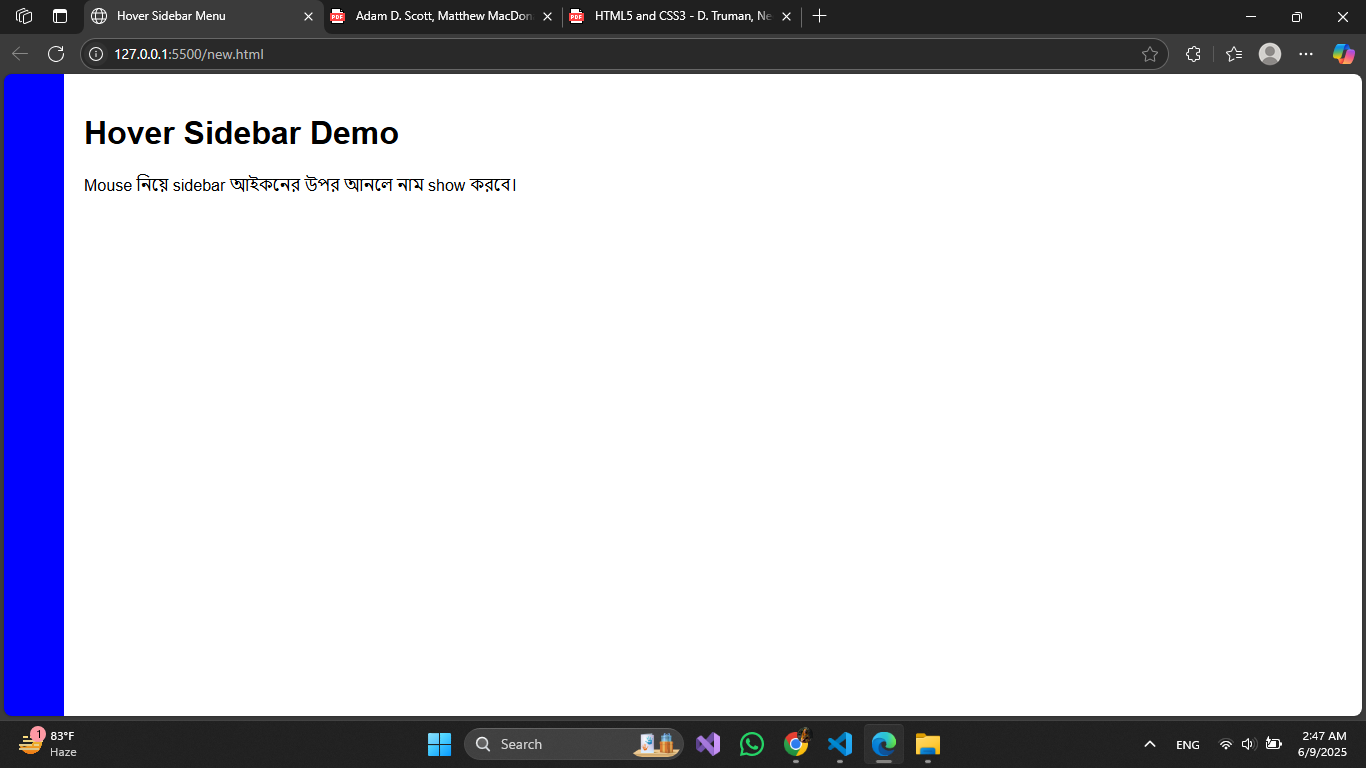 Hover Sidebar Menu
Adam D. Scott, Matthew MacDon
HTML5 and CSS3 - D. Truman, Ne
127.0.0.1:5500/new.html
Hover Sidebar Demo
Mouse নিয়ে sidebar আইকনের উপর আনলে নাম show করবে।
1
83°F
Haze
Search
ENG
2:47 AM
6/9/2025